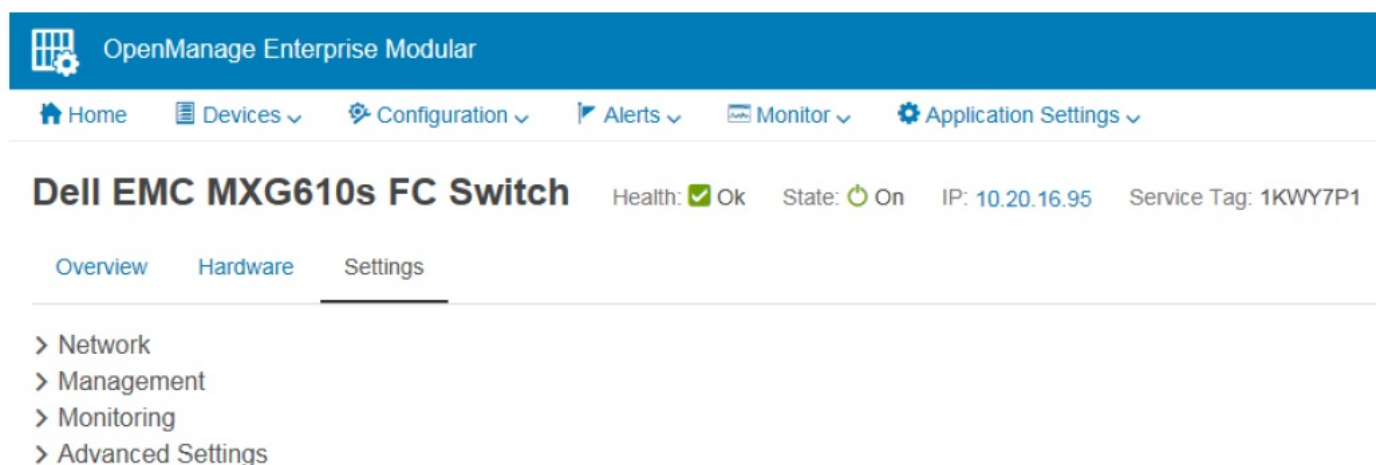 OpenManage Enterprise Modular
Home Devices Configuration Alerts Monitor Application Settings
Dell EMC MXG610s FC Switch Health: Ok State: On IP: 10.20.16.95 Service Tag: 1KWY7P1
Overview Hardware Settings
Network
Management
Monitoring
Advanced Settings